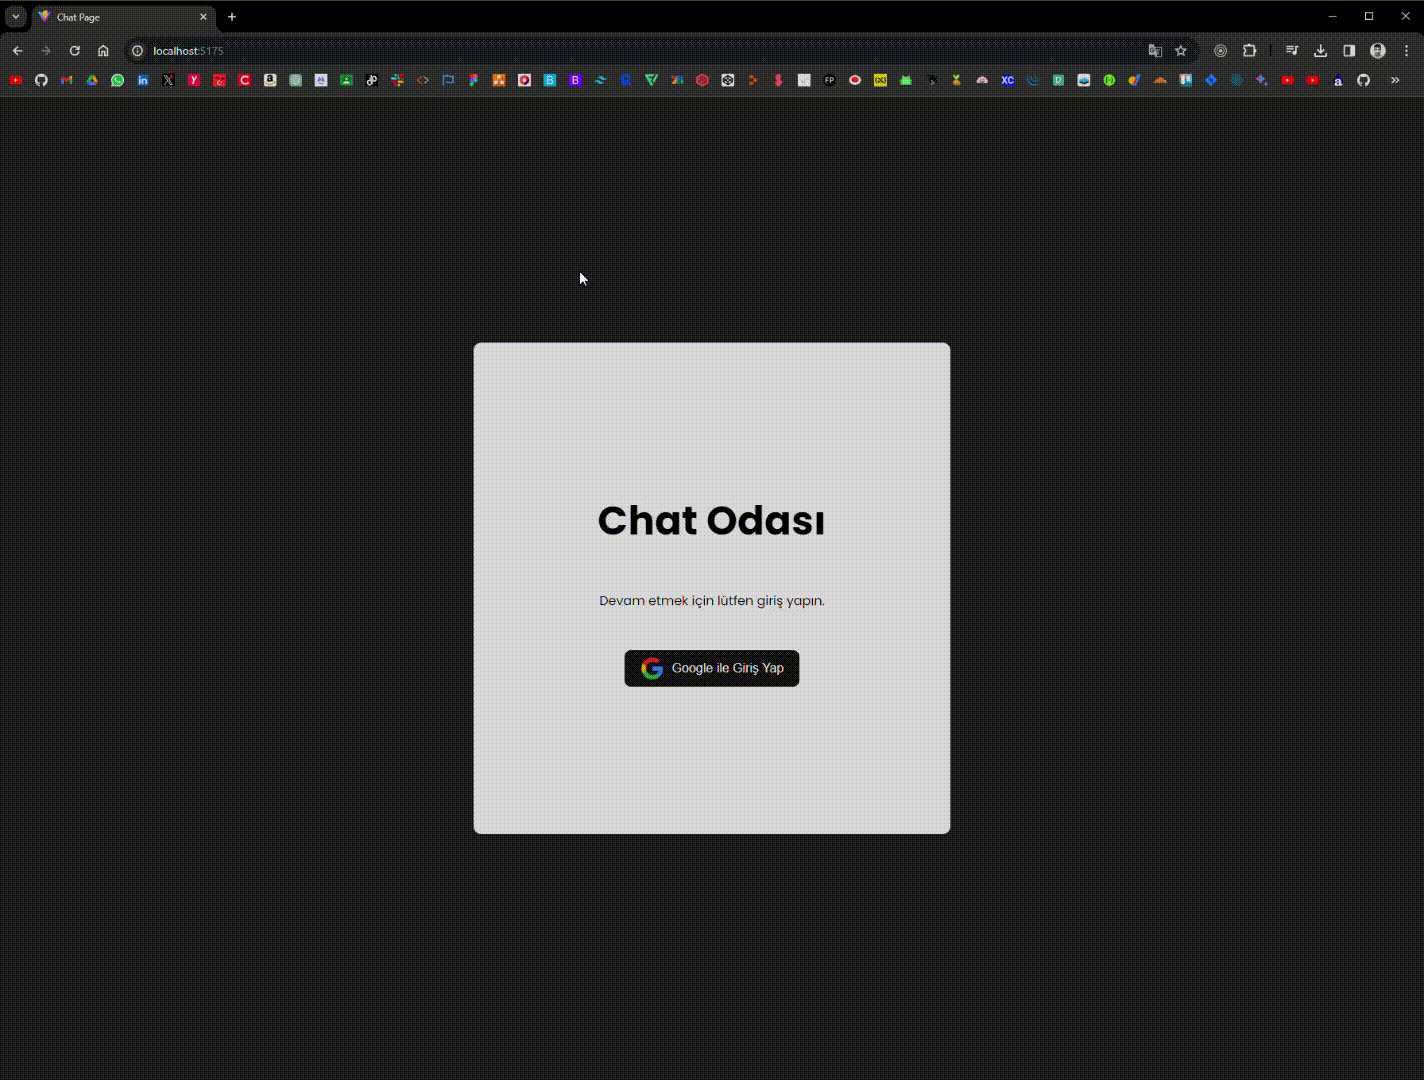 Chat Page
localhost:5175
Chat Odası
Devam etmek için lütfen giriş yapın.
Google ile Giriş Yap